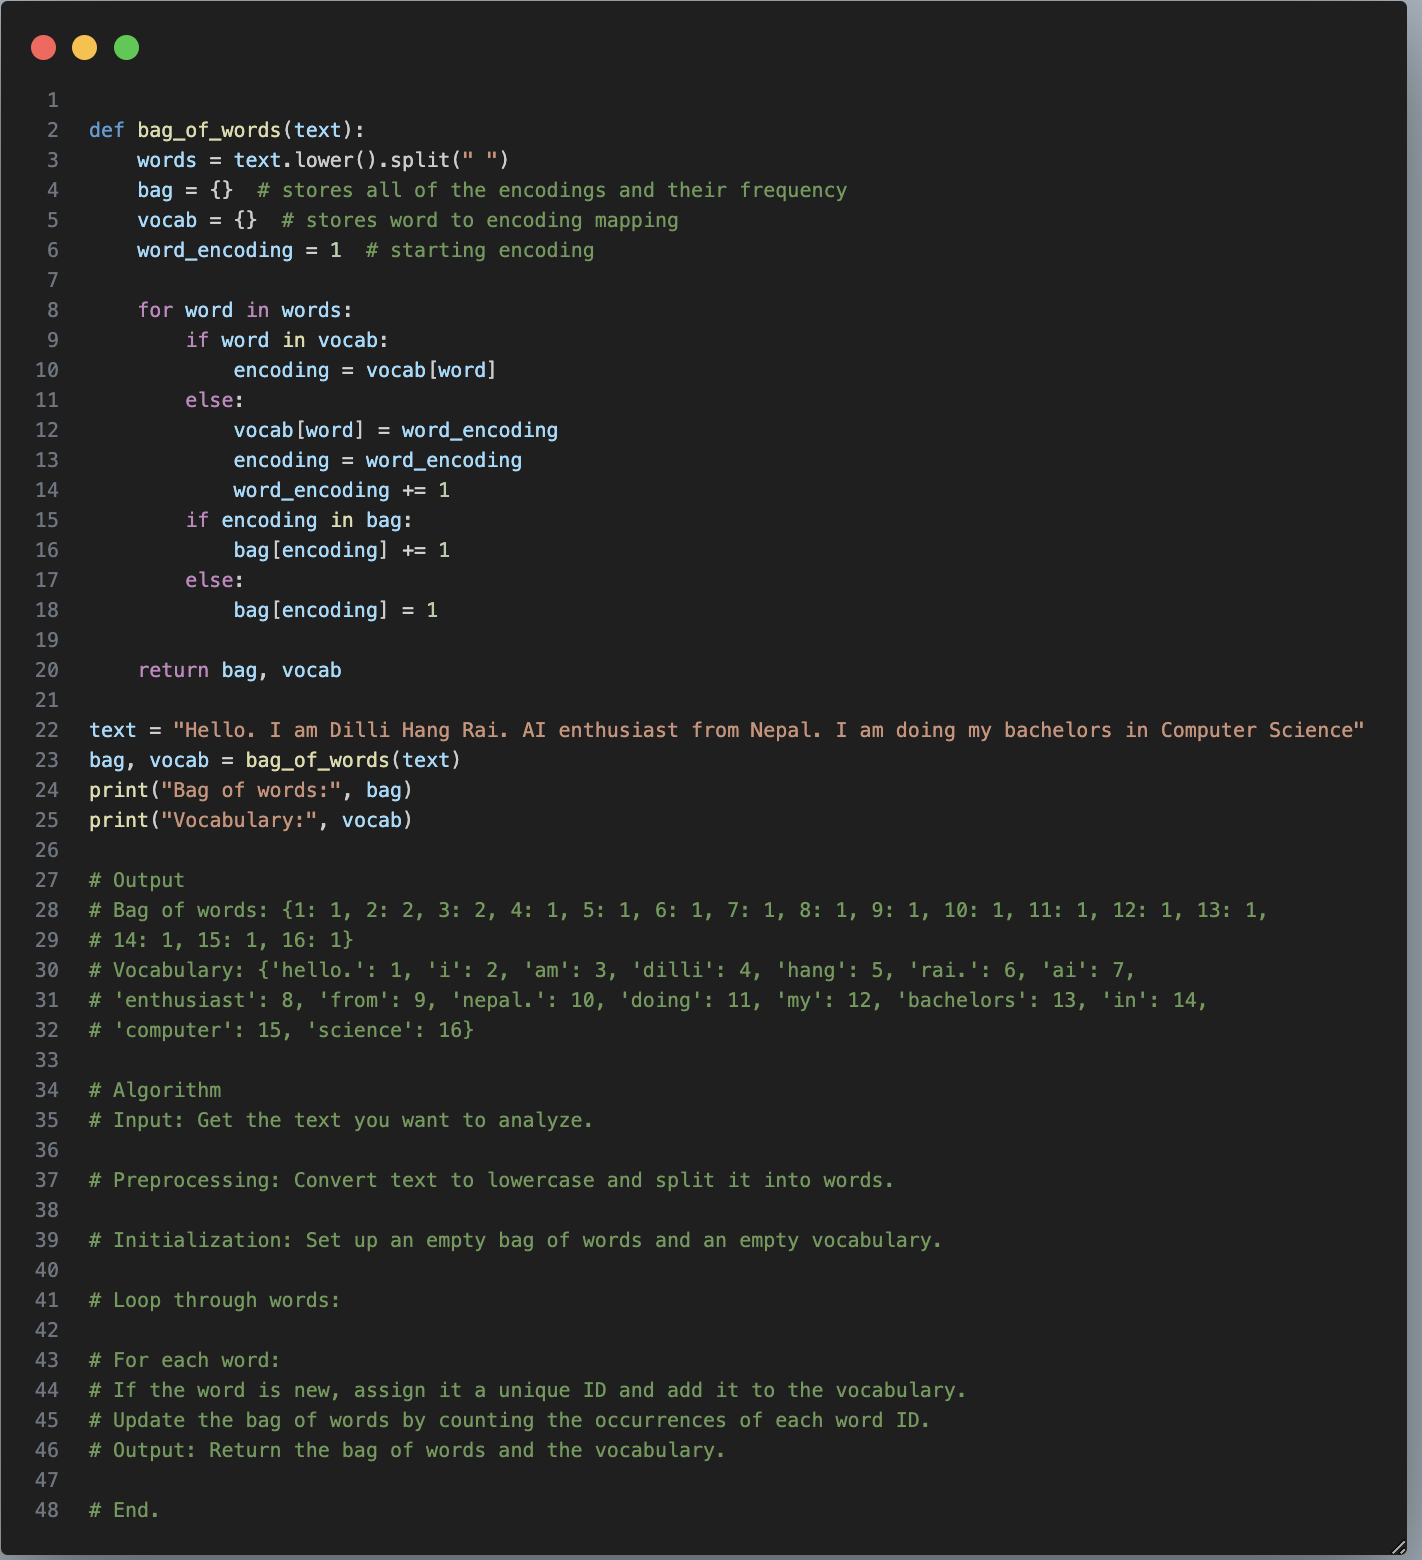 1
2 def bag_of_words(text):
3     words = text.lower().split(" ")
4     bag = {}  # stores all of the encodings and their frequency
5     vocab = {}  # stores word to encoding mapping
6     word_encoding = 1  # starting encoding
7
8     for word in words:
9         if word in vocab:
10             encoding = vocab[word]
11         else:
12             vocab[word] = word_encoding
13             encoding = word_encoding
14             word_encoding += 1
15         if encoding in bag:
16             bag[encoding] += 1
17         else:
18             bag[encoding] = 1
19
20     return bag, vocab
21
22 text = "Hello. I am Dilli Hang Rai. AI enthusiast from Nepal. I am doing my bachelors in Computer Science"
23 bag, vocab = bag_of_words(text)
24 print("Bag of words:", bag)
25 print("Vocabulary:", vocab)
26
27 # Output
28 # Bag of words: {1: 1, 2: 2, 3: 2, 4: 1, 5: 1, 6: 1, 7: 1, 8: 1, 9: 1, 10: 1, 11: 1, 12: 1, 13: 1,
29 # 14: 1, 15: 1, 16: 1}
30 # Vocabulary: {'hello.': 1, 'i': 2, 'am': 3, 'dilli': 4, 'hang': 5, 'rai.': 6, 'ai': 7,
31 # 'enthusiast': 8, 'from': 9, 'nepal.': 10, 'doing': 11, 'my': 12, 'bachelors': 13, 'in': 14,
32 # 'computer': 15, 'science': 16}
33
34 # Algorithm
35 # Input: Get the text you want to analyze.
36
37 # Preprocessing: Convert text to lowercase and split it into words.
38
39 # Initialization: Set up an empty bag of words and an empty vocabulary.
40
41 # Loop through words:
42
43 # For each word:
44 # If the word is new, assign it a unique ID and add it to the vocabulary.
45 # Update the bag of words by counting the occurrences of each word ID.
46 # Output: Return the bag of words and the vocabulary.
47
48 # End.